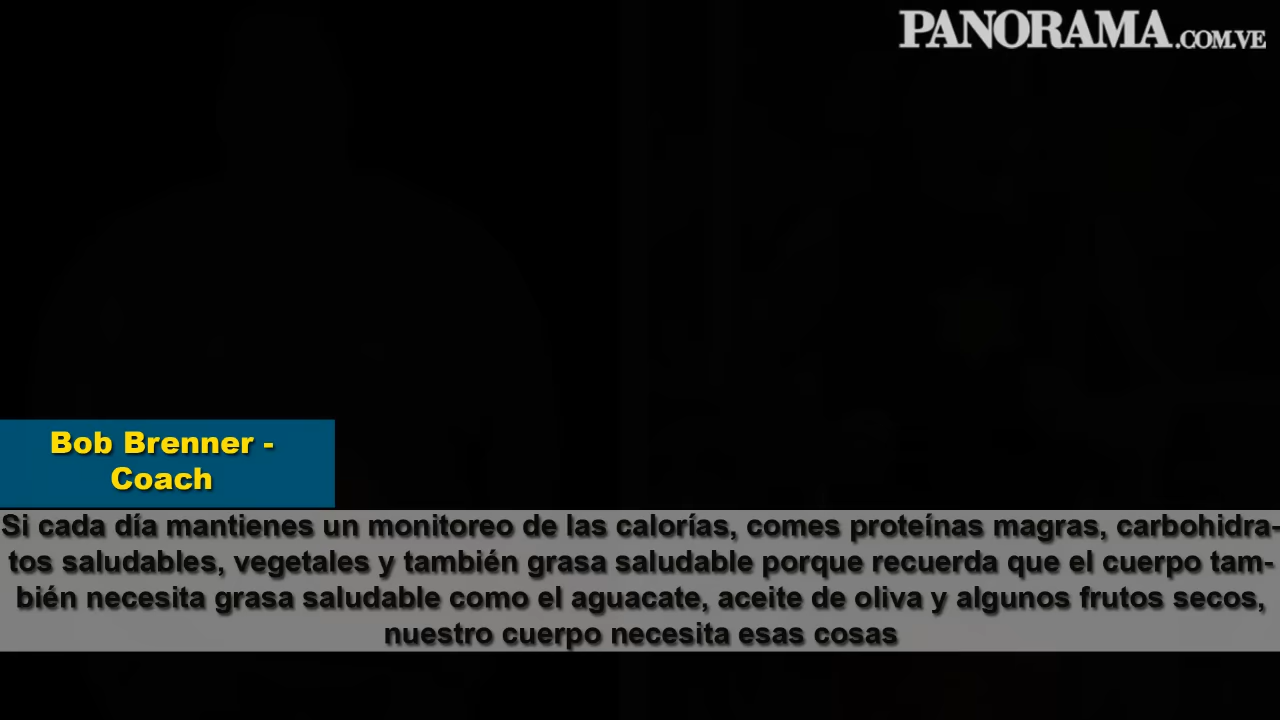 PANORAMA.COM.VE
Bob Brenner -
Coach
Si cada día mantienes un monitoreo de las calorías, comes proteínas magras, carbohidra-
tos saludables, vegetales y también grasa saludable porque recuerda que el cuerpo tam-
bién necesita grasa saludable como el aguacate, aceite de oliva y algunos frutos secos,
nuestro cuerpo necesita esas cosas